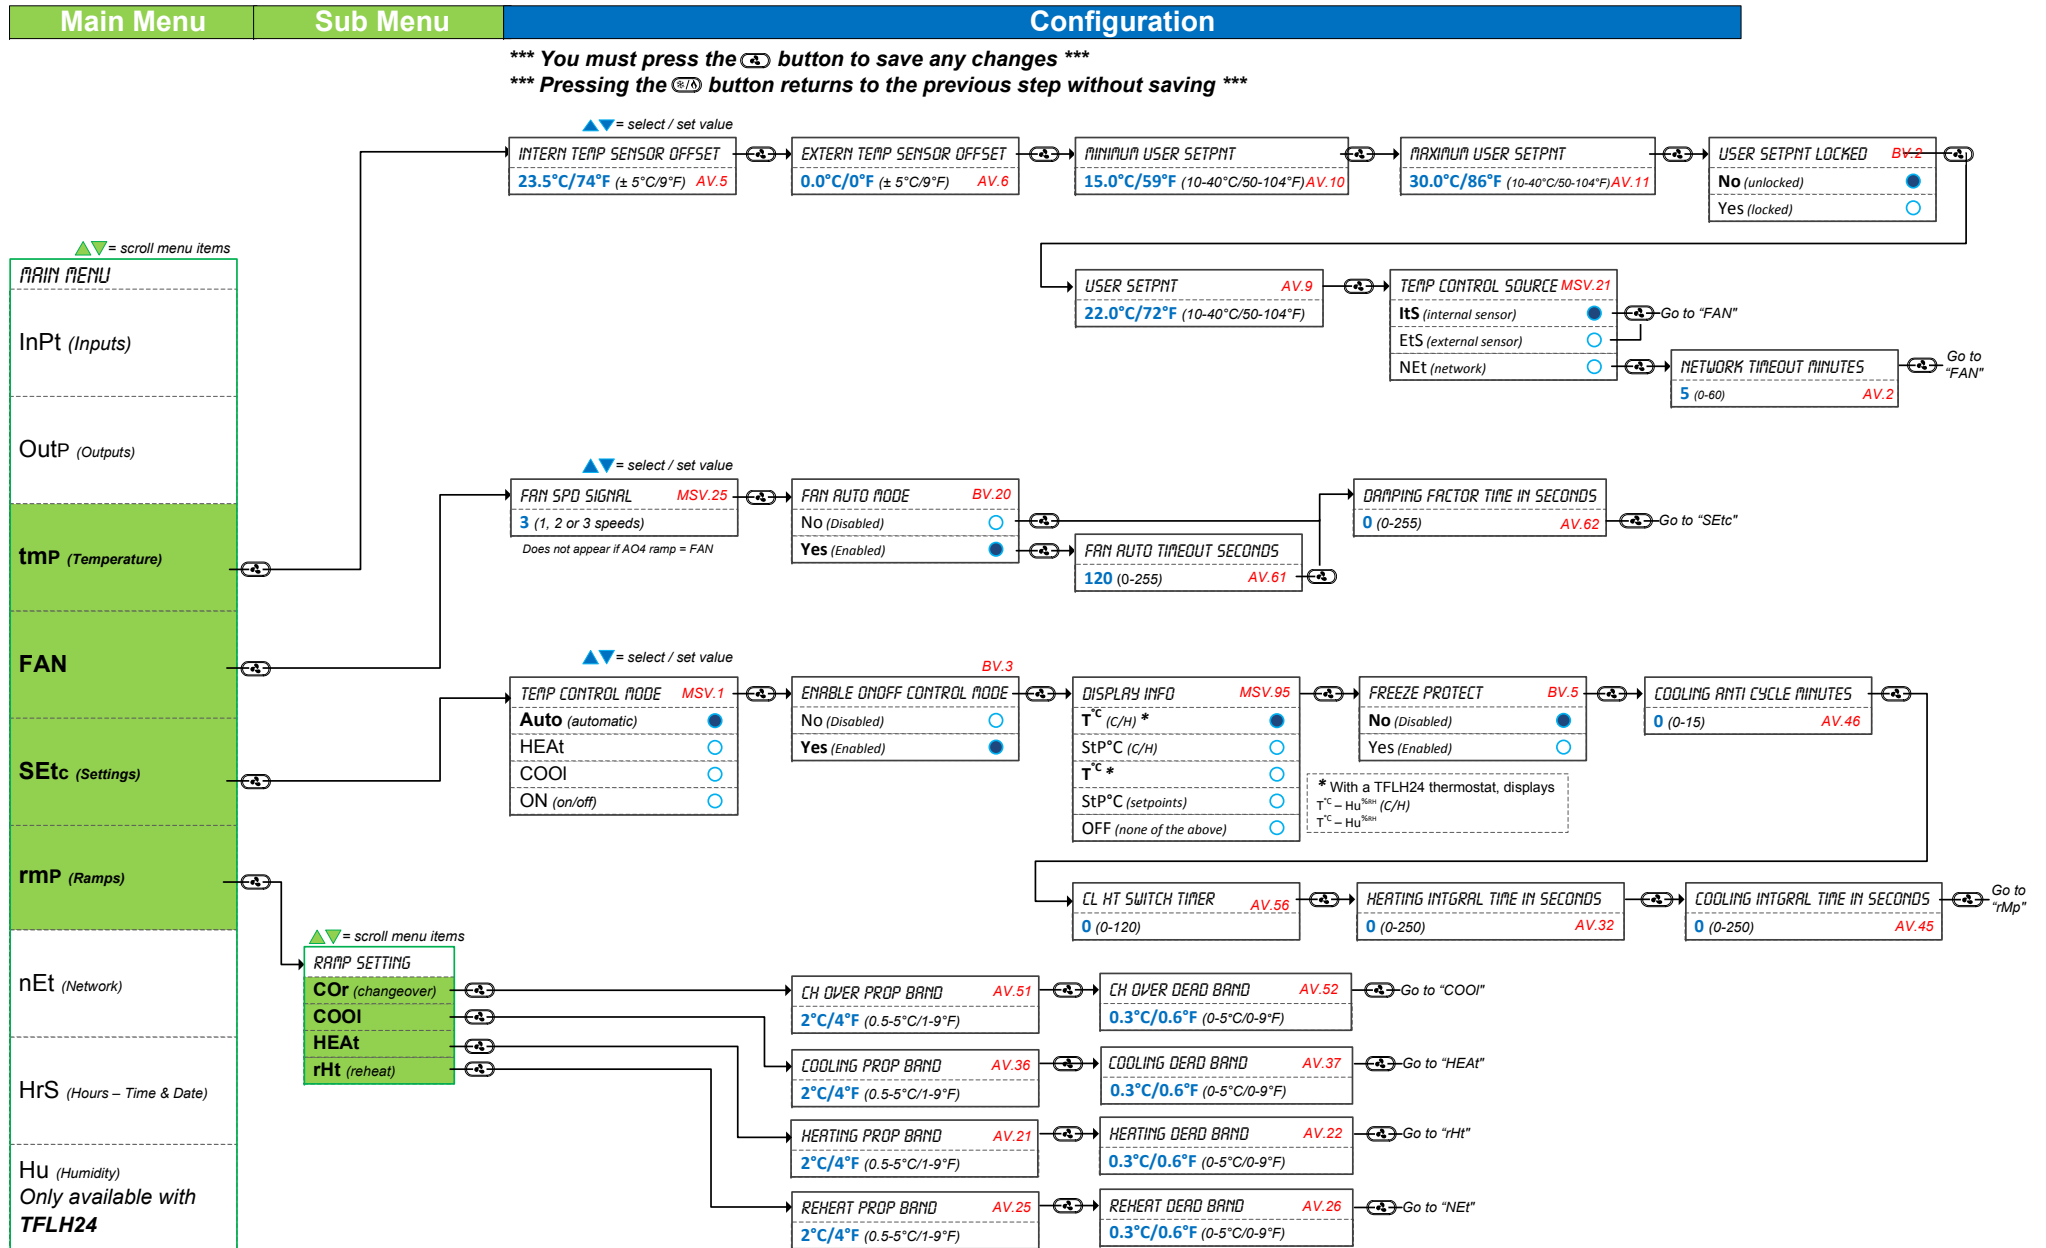 Main Menu
Sub Menu
Configuration
*** You must press the button to save any changes ***
*** Pressing the button returns to the previous step without saving ***
= select / set value
INTERN TEMP SENSOR OFFSET
23.5°C/74°F (± 5°C/9°F) AV.5
EXTERN TEMP SENSOR OFFSET
0.0°C/0°F (± 5°C/9°F) AV.6
MINIMUM USER SETPNT
15.0°C/59°F (10-40°C/50-104°F) AV.10
MAXIMUM USER SETPNT
30.0°C/86°F (10-40°C/50-104°F) AV.11
USER SETPNT LOCKED BV.2
No (unlocked)
Yes (locked)
USER SETPNT AV.9
22.0°C/72°F (10-40°C/50-104°F)
TEMP CONTROL SOURCE MSV.21
ItS (internal sensor)
Go to "FAN"
EtS (external sensor)
NEt (network)
NETWORK TIMEOUT MINUTES
5 (0-60) AV.2
Go to
"FAN"
= scroll menu items
MAIN MENU
InPt (Inputs)
OutP (Outputs)
tmP (Temperature)
FAN
SEtc (Settings)
rmP (Ramps)
nEt (Network)
HrS (Hours – Time & Date)
Hu (Humidity)
Only available with
TFLH24
= select / set value
FAN SPD SIGNAL MSV.25
3 (1, 2 or 3 speeds)
Does not appear if AO4 ramp = FAN
FAN AUTO MODE BV.20
No (Disabled)
Yes (Enabled)
FAN AUTO TIMEOUT SECONDS
120 (0-255) AV.61
DAMPING FACTOR TIME IN SECONDS
0 (0-255) AV.62
Go to "SEtc"
= select / set value
TEMP CONTROL MODE MSV.1
Auto (automatic)
HEAt
COOl
ON (on/off)
BV.3
ENABLE ONOFF CONTROL MODE
No (Disabled)
Yes (Enabled)
DISPLAY INFO MSV.95
T°C (C/H) *
StP°C (C/H)
T°C *
StP°C (setpoints)
OFF (none of the above)
FREEZE PROTECT BV.5
No (Disabled)
Yes (Enabled)
* With a TFLH24 thermostat, displays
T°C – Hu%RH (C/H)
T°C – Hu%RH
COOLING ANTI CYCLE MINUTES
0 (0-15) AV.46
CL HT SWITCH TIMER AV.56
0 (0-120)
HEATING INTGRAL TIME IN SECONDS
0 (0-250) AV.32
COOLING INTGRAL TIME IN SECONDS
0 (0-250) AV.45
Go to
"rMp"
= scroll menu items
RAMP SETTING
COr (changeover)
COOl
HEAt
rHt (reheat)
CH OVER PROP BAND AV.51
2°C/4°F (0.5-5°C/1-9°F)
CH OVER DEAD BAND AV.52
0.3°C/0.6°F (0-5°C/0-9°F)
Go to "COOl"
COOLING PROP BAND AV.36
2°C/4°F (0.5-5°C/1-9°F)
COOLING DEAD BAND AV.37
0.3°C/0.6°F (0-5°C/0-9°F)
Go to "HEAt"
HEATING PROP BAND AV.21
2°C/4°F (0.5-5°C/1-9°F)
HEATING DEAD BAND AV.22
0.3°C/0.6°F (0-5°C/0-9°F)
Go to "rHt"
REHEAT PROP BAND AV.25
2°C/4°F (0.5-5°C/1-9°F)
REHEAT DEAD BAND AV.26
0.3°C/0.6°F (0-5°C/0-9°F)
Go to "NEt"